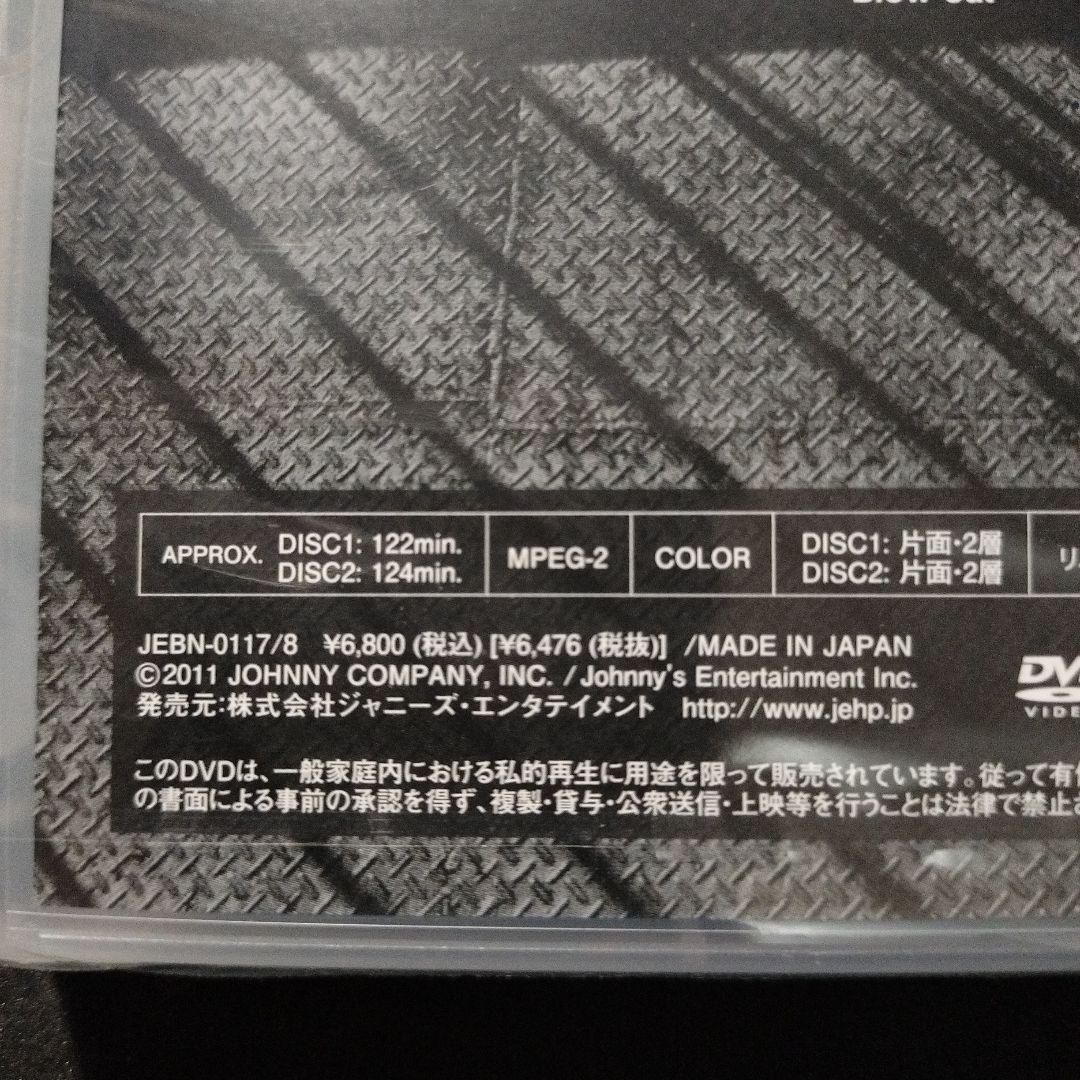 APPROX. DISC1: 122min. DISC2: 124min. MPEG-2 COLOR DISC1: 片面・2層 DISC2: 片面・2層
JEBN-0117/8 ¥6,800 (税込) [¥6,476 (税抜)] /MADE IN JAPAN
©2011 JOHNNY COMPANY, INC. /Johnny's Entertainment Inc.
発売元:株式会社ジャニーズ・エンタテイメント http://www.jehp.jp
DVD
VIDE
このDVDは、一般家庭内における私的再生に用途を限って販売されています。従って有
の書面による事前の承認を得ず、複製・貸与・公衆送信・上映等を行うことは法律で禁止